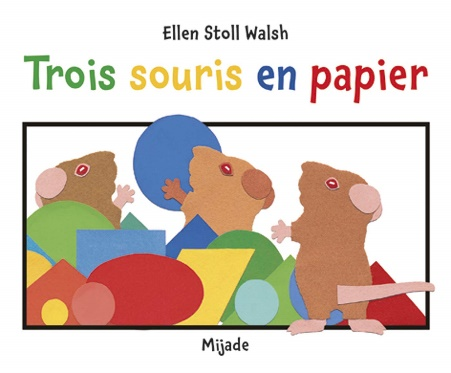 Ellen Stoll Walsh
Trois souris en papier
Mijade